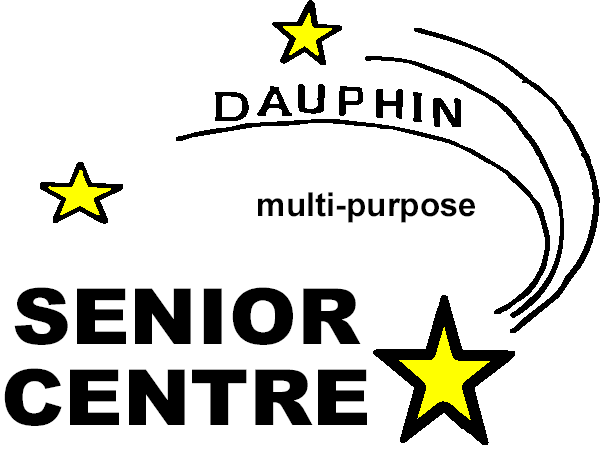 DAUPHIN
multi-purpose
SENIOR
CENTRE